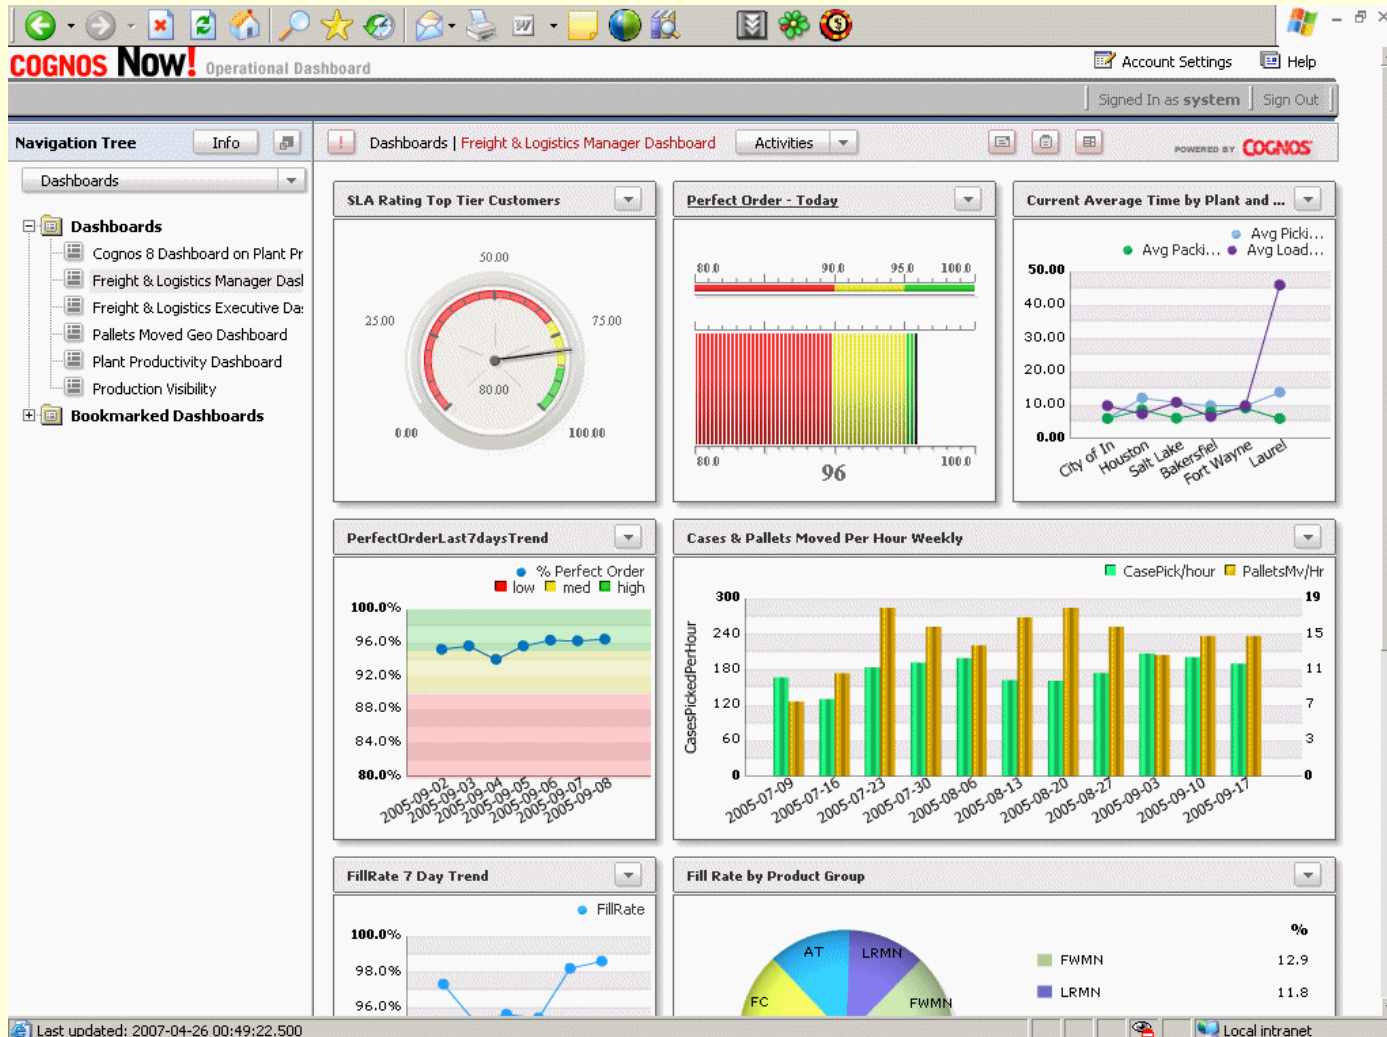 COGNOS NOW! Operational Dashboard
Account Settings
Help
Signed In as system
Sign Out
Navigation Tree
Info
Dashboards | Freight & Logistics Manager Dashboard
Activities
POWERED BY COGNOS
Dashboards
Dashboards
Cognos 8 Dashboard on Plant Pr
Freight & Logistics Manager Dasl
Freight & Logistics Executive Da:
Pallets Moved Geo Dashboard
Plant Productivity Dashboard
Production Visibility
Bookmarked Dashboards
SLA Rating Top Tier Customers
50.00
25.00
75.00
80.00
0.00
100.00
Perfect Order - Today
80.0 90.0 95.0 100.0
80.0 100.0
96
Current Average Time by Plant and ...
Avg Picki...
Avg Packi... Avg Load...
50.00
40.00
30.00
20.00
10.00
0.00
City of In
Houston
Salt Lake
Bakersfiel
Fort Wayne
Laurel
PerfectOrderLast7daysTrend
% Perfect Order
low med high
100.0%
96.0%
92.0%
88.0%
84.0%
80.0%
2005-09-02
2005-09-03
2005-09-04
2005-09-05
2005-09-06
2005-09-07
2005-09-08
Cases & Pallets Moved Per Hour Weekly
CasePick/hour PalletsMv/Hr
CasesPickedPerHour
300
240
180
120
60
0
19
15
11
7
3
0
2005-07-09
2005-07-16
2005-07-23
2005-07-30
2005-08-06
2005-08-13
2005-08-20
2005-08-27
2005-09-03
2005-09-10
2005-09-17
FillRate 7 Day Trend
FillRate
100.0%
98.0%
96.0%
Fill Rate by Product Group
AT
LRMN
FC
FWMN
%
FWMN 12.9
LRMN 11.8
Last updated: 2007-04-26 00:49:22.500
Local intranet